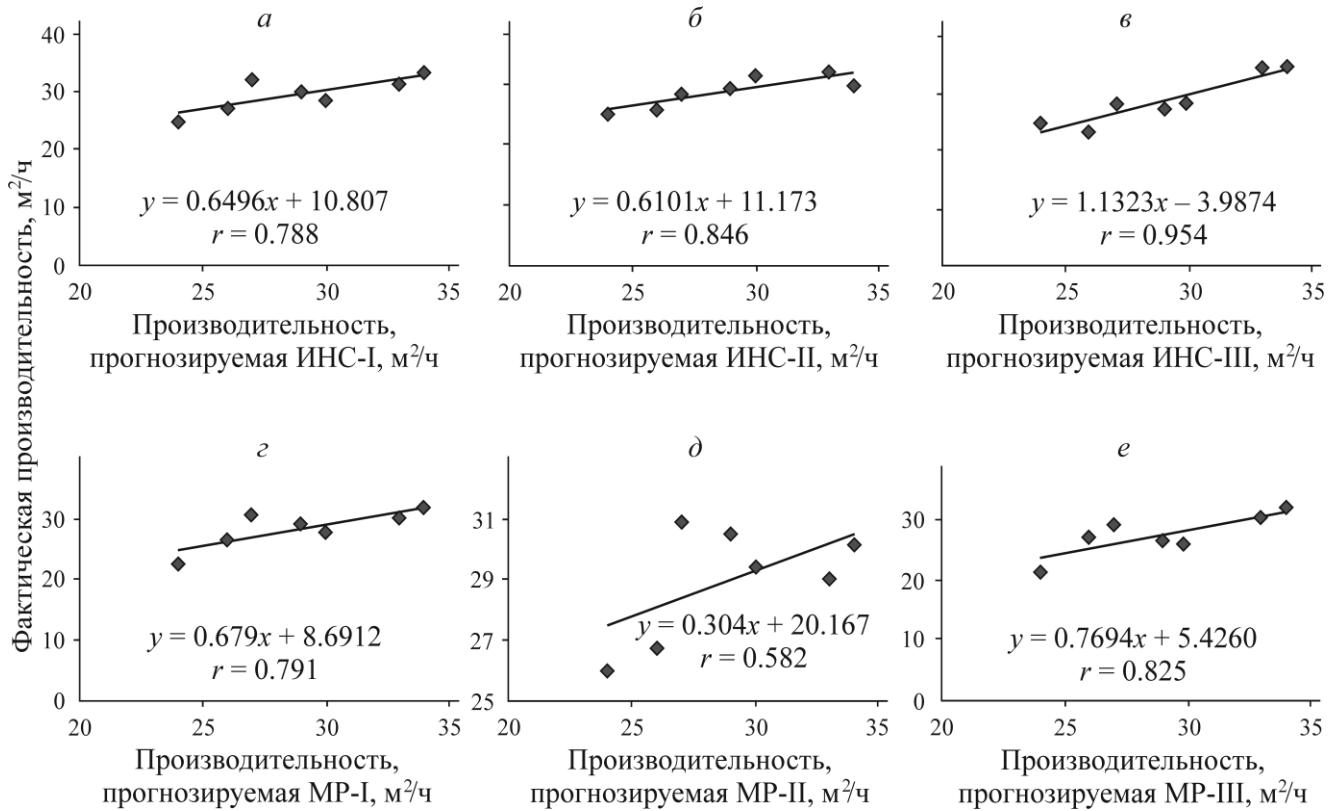 Фактическая производительность, м²/ч
а
40
30
20
10
0
20 25 30 35
y = 0.6496x + 10.807
r = 0.788
Производительность,
прогнозируемая ИНС-I, м²/ч
б
20 25 30 35
y = 0.6101x + 11.173
r = 0.846
Производительность,
прогнозируемая ИНС-II, м²/ч
в
20 25 30 35
y = 1.1323x – 3.9874
r = 0.954
Производительность,
прогнозируемая ИНС-III, м²/ч
г
30
20
10
0
20 25 30 35
y = 0.679x + 8.6912
r = 0.791
Производительность,
прогнозируемая МР-I, м²/ч
д
31
29
27
25
20 25 30 35
y = 0.304x + 20.167
r = 0.582
Производительность,
прогнозируемая МР-II, м²/ч
е
30
20
10
0
20 25 30 35
y = 0.7694x + 5.4260
r = 0.825
Производительность,
прогнозируемая МР-III, м²/ч